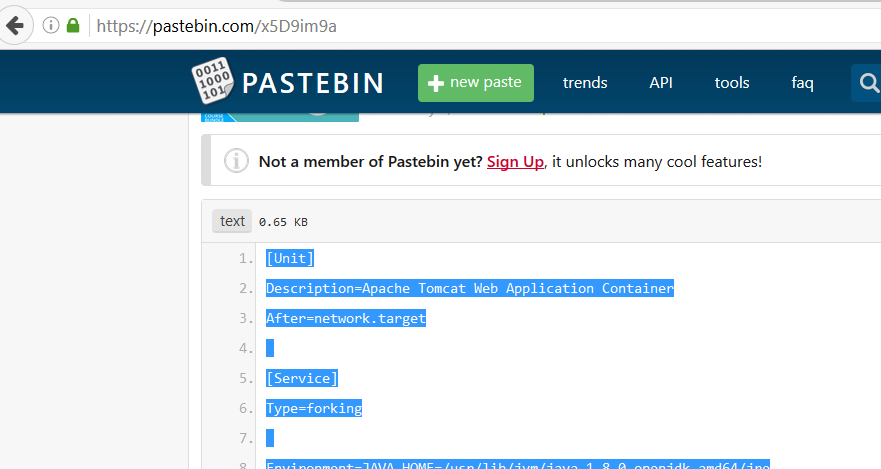 https://pastebin.com/x5D9im9a
0011
1000
101
PASTEBIN
new paste
trends
API
tools
faq
COURSE
BUNDLE
Not a member of Pastebin yet? Sign Up, it unlocks many cool features!
text 0.65 KB
1. [Unit]
2. Description=Apache Tomcat Web Application Container
3. After=network.target
4.
5. [Service]
6. Type=forking
7.
8. Environment=JAVA_HOME=/usr/lib/jvm/java-1.8.0-openjdk-amd64/jre